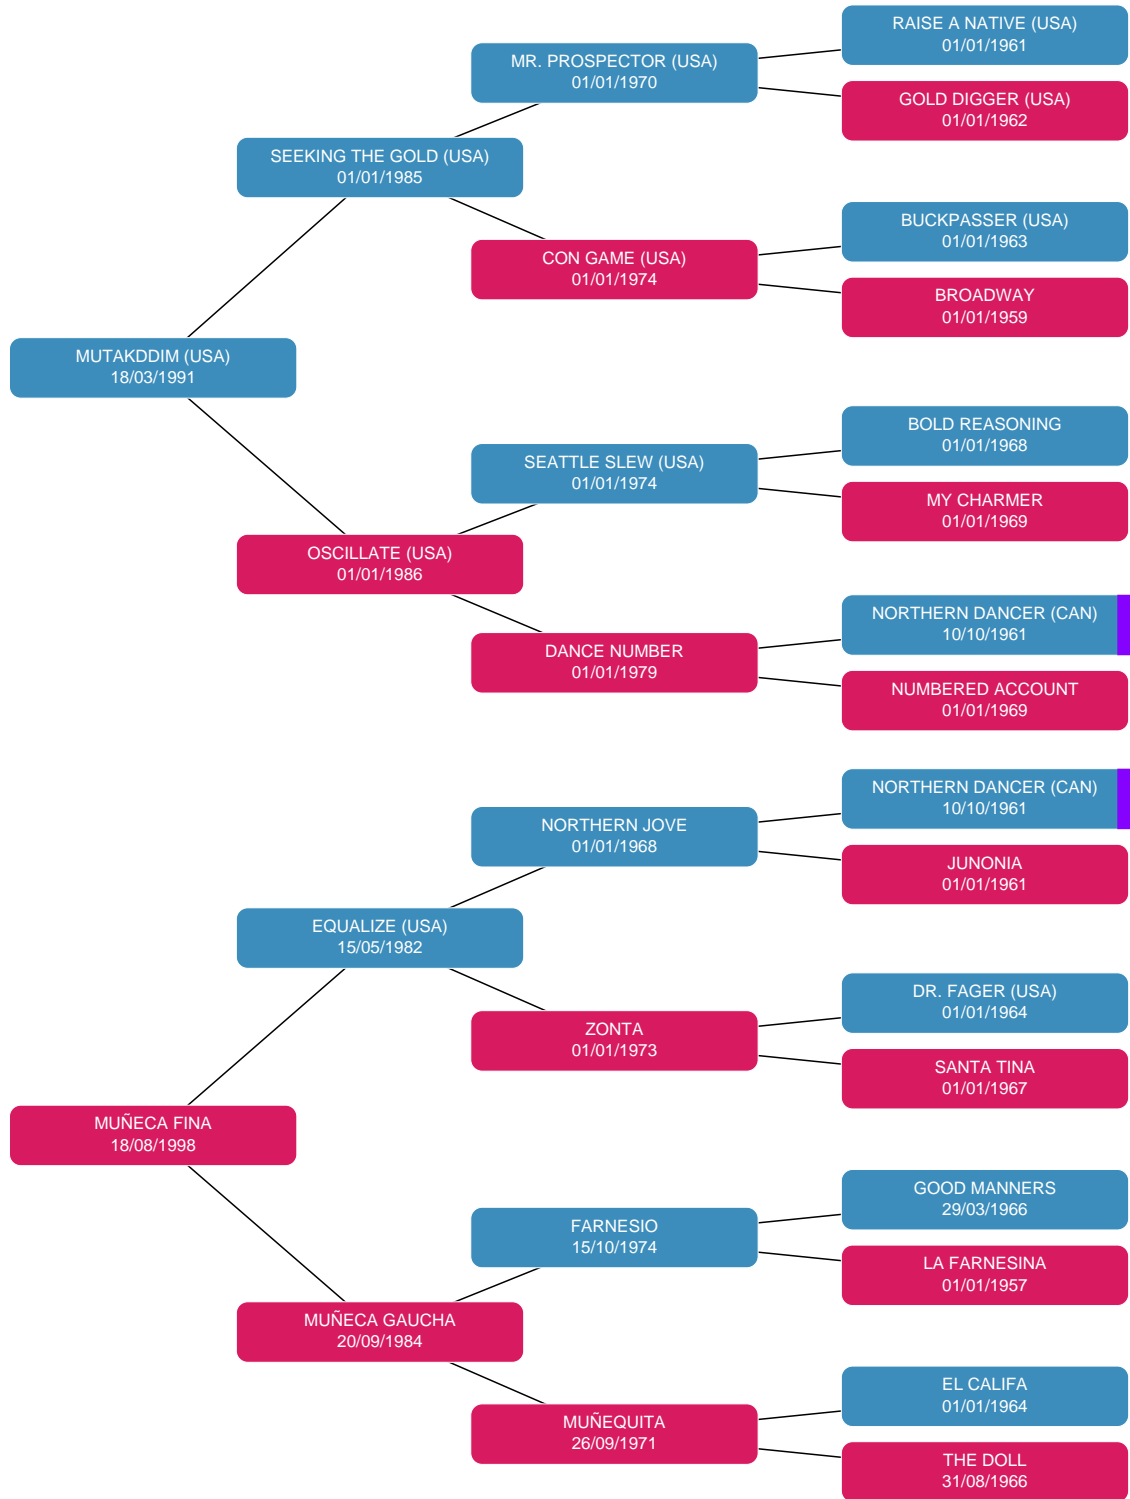 RAISE A NATIVE (USA)
01/01/1961
MR. PROSPECTOR (USA)
01/01/1970
GOLD DIGGER (USA)
01/01/1962
SEEKING THE GOLD (USA)
01/01/1985
BUCKPASSER (USA)
01/01/1963
CON GAME (USA)
01/01/1974
BROADWAY
01/01/1959
MUTAKDDIM (USA)
18/03/1991
BOLD REASONING
01/01/1968
SEATTLE SLEW (USA)
01/01/1974
MY CHARMER
01/01/1969
OSCILLATE (USA)
01/01/1986
NORTHERN DANCER (CAN)
10/10/1961
DANCE NUMBER
01/01/1979
NUMBERED ACCOUNT
01/01/1969
NORTHERN DANCER (CAN)
10/10/1961
NORTHERN JOVE
01/01/1968
JUNONIA
01/01/1961
EQUALIZE (USA)
15/05/1982
DR. FAGER (USA)
01/01/1964
ZONTA
01/01/1973
SANTA TINA
01/01/1967
MUÑECA FINA
18/08/1998
GOOD MANNERS
29/03/1966
FARNESIO
15/10/1974
LA FARNESINA
01/01/1957
MUÑECA GAUCHA
20/09/1984
EL CALIFA
01/01/1964
MUÑEQUITA
26/09/1971
THE DOLL
31/08/1966